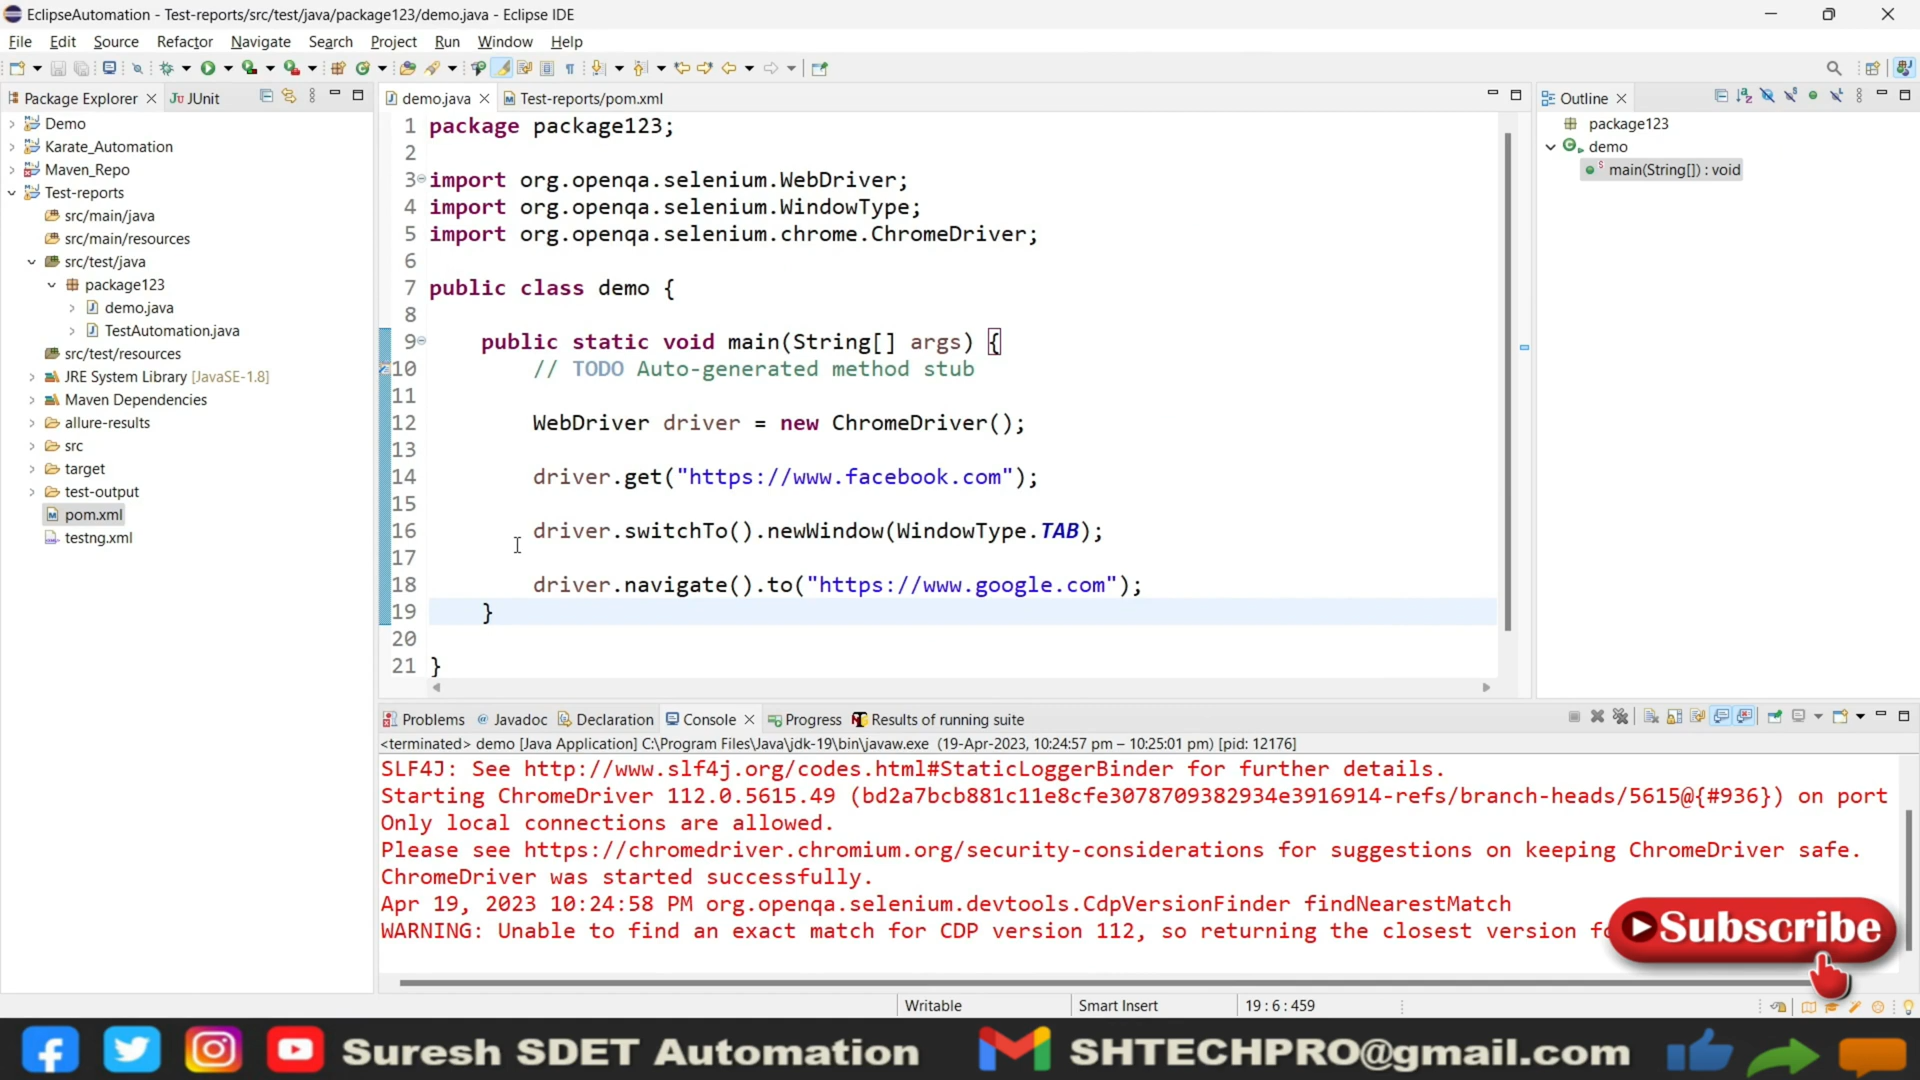 EclipseAutomation - Test-reports/src/test/java/package123/demo.java - Eclipse IDE
File Edit Source Refactor Navigate Search Project Run Window Help
Package Explorer JUnit
Demo
Karate_Automation
Maven_Repo
Test-reports
src/main/java
src/main/resources
src/test/java
package123
demo.java
TestAutomation.java
src/test/resources
JRE System Library [JavaSE-1.8]
Maven Dependencies
allure-results
src
target
test-output
pom.xml
testng.xml
demo.java Test-reports/pom.xml
1 package package123;
2
3 import org.openqa.selenium.WebDriver;
4 import org.openqa.selenium.WindowType;
5 import org.openqa.selenium.chrome.ChromeDriver;
6
7 public class demo {
8
9 public static void main(String[] args) {
10 // TODO Auto-generated method stub
11
12 WebDriver driver = new ChromeDriver();
13
14 driver.get("https://www.facebook.com");
15
16 driver.switchTo().newWindow(WindowType.TAB);
17
18 driver.navigate().to("https://www.google.com");
19 }
20
21 }
Outline
package123
demo
main(String[]) : void
Problems Javadoc Declaration Console Progress Results of running suite
<terminated> demo [Java Application] C:\Program Files\Java\jdk-19\bin\javaw.exe (19-Apr-2023, 10:24:57 pm – 10:25:01 pm) [pid: 12176]
SLF4J: See http://www.slf4j.org/codes.html#StaticLoggerBinder for further details.
Starting ChromeDriver 112.0.5615.49 (bd2a7bcb881c11e8cfe3078709382934e3916914-refs/branch-heads/5615@{#936}) on port
Only local connections are allowed.
Please see https://chromedriver.chromium.org/security-considerations for suggestions on keeping ChromeDriver safe.
ChromeDriver was started successfully.
Apr 19, 2023 10:24:58 PM org.openqa.selenium.devtools.CdpVersionFinder findNearestMatch
WARNING: Unable to find an exact match for CDP version 112, so returning the closest version
Subscribe
Writable Smart Insert 19 : 6 : 459
Suresh SDET Automation SHTECHPRO@gmail.com